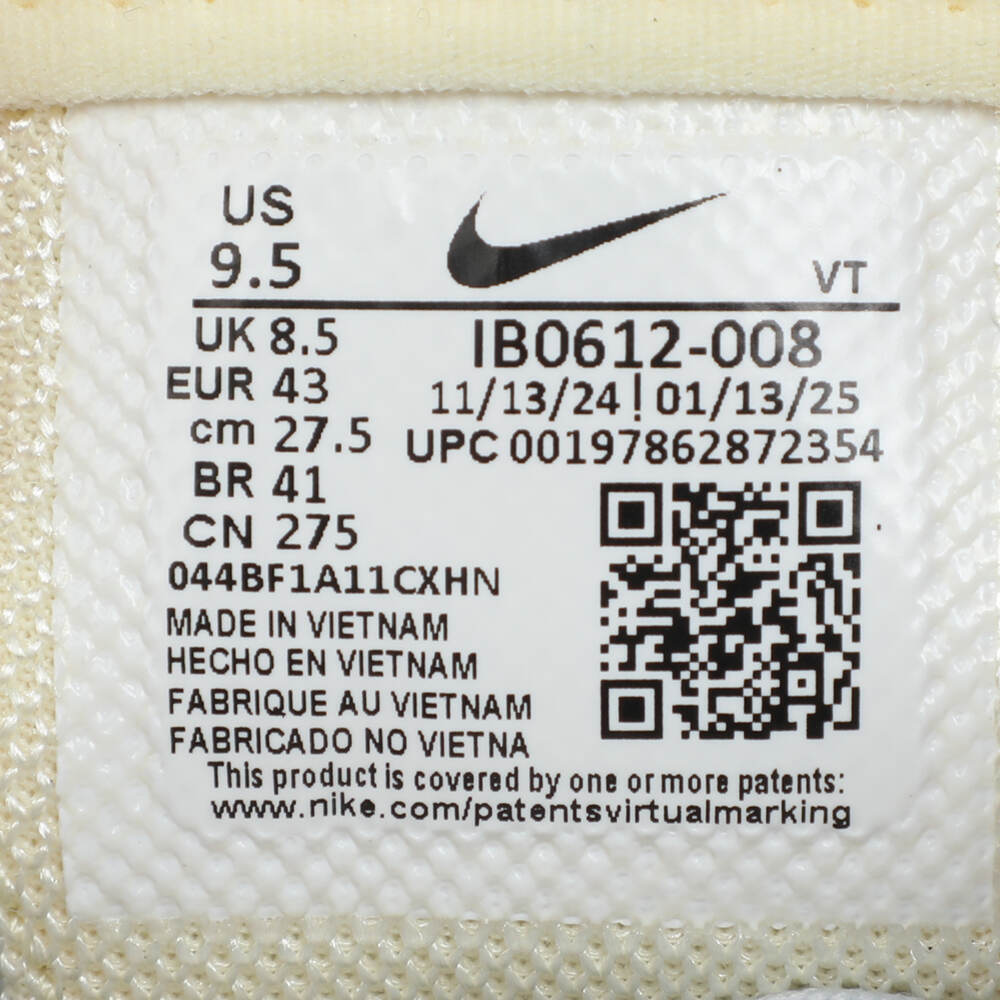 US
9.5
VT
UK 8.5
EUR 43
cm 27.5
BR 41
CN 275
IB0612-008
11/13/24 | 01/13/25
UPC 00197862872354
044BF1A11CXHN
MADE IN VIETNAM
HECHO EN VIETNAM
FABRIQUE AU VIETNAM
FABRICADO NO VIETNA
This product is covered by one or more patents:
www.nike.com/patentsvirtualmarking